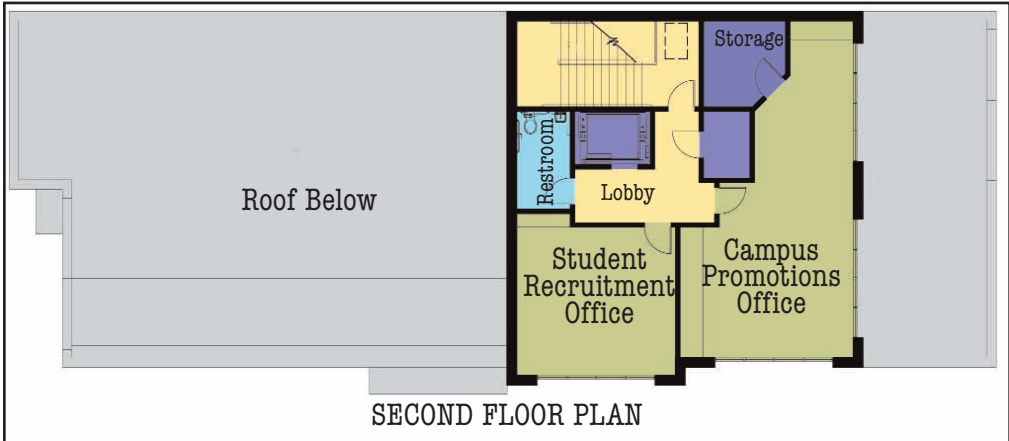 Storage
Restroom
Roof Below
Lobby
Student
Recruitment
Office
Campus
Promotions
Office
SECOND FLOOR PLAN